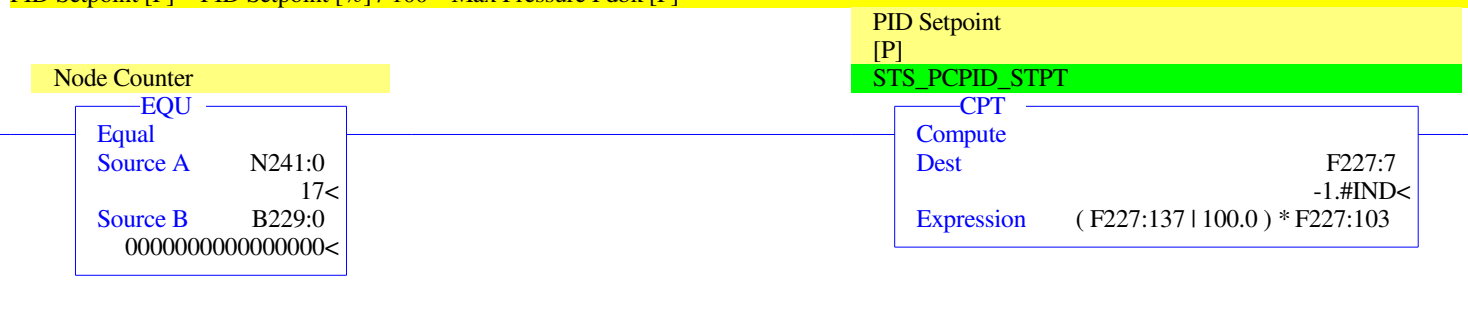 PID Setpoint
[P]
Node Counter
STS_PCPID_STPT
EQU
CPT
Equal
Compute
Source A N241:0
Dest F227:7
17<
-1.#IND<
Source B B229:0
Expression ( F227:137 | 100.0 ) * F227:103
0000000000000000<